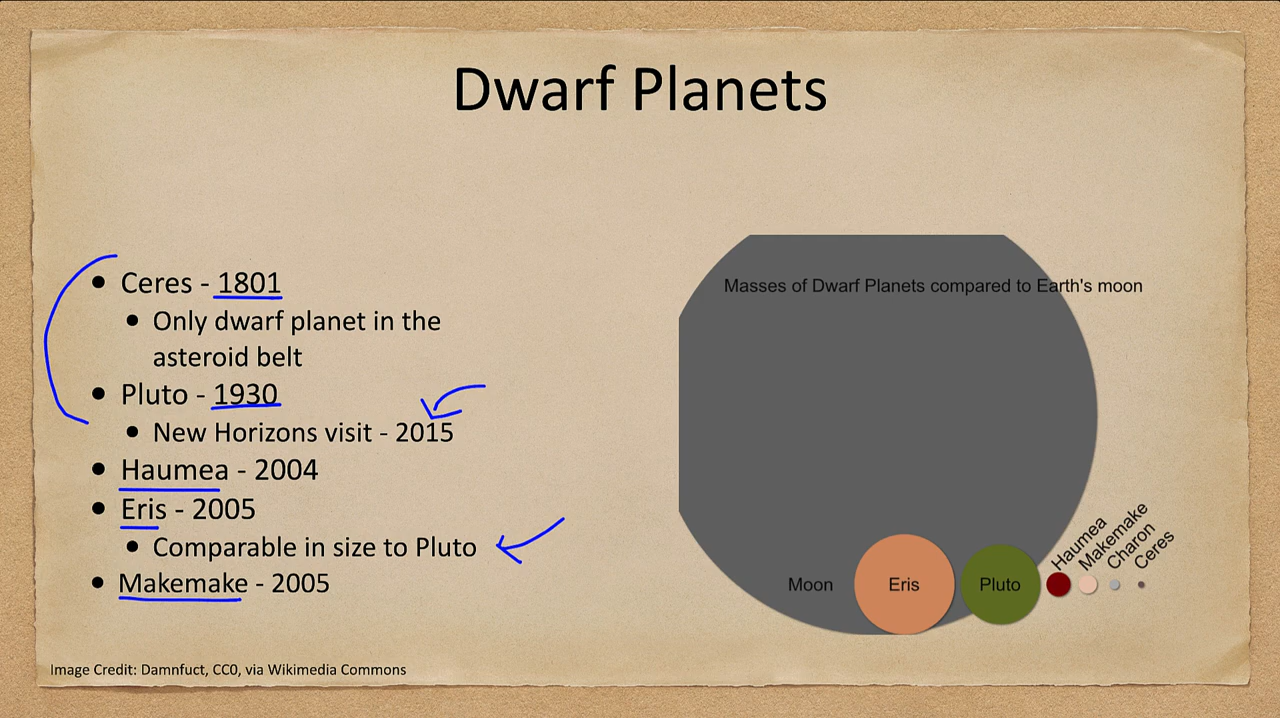 Dwarf Planets
● Ceres - 1801
● Only dwarf planet in the
asteroid belt
● Pluto - 1930
● New Horizons visit - 2015
● Haumea - 2004
● Eris - 2005
● Comparable in size to Pluto
● Makemake - 2005
Masses of Dwarf Planets compared to Earth's moon
Moon
Eris
Pluto
Haumea
Makemake
Charon
Ceres
Image Credit: Damnfuct, CC0, via Wikimedia Commons